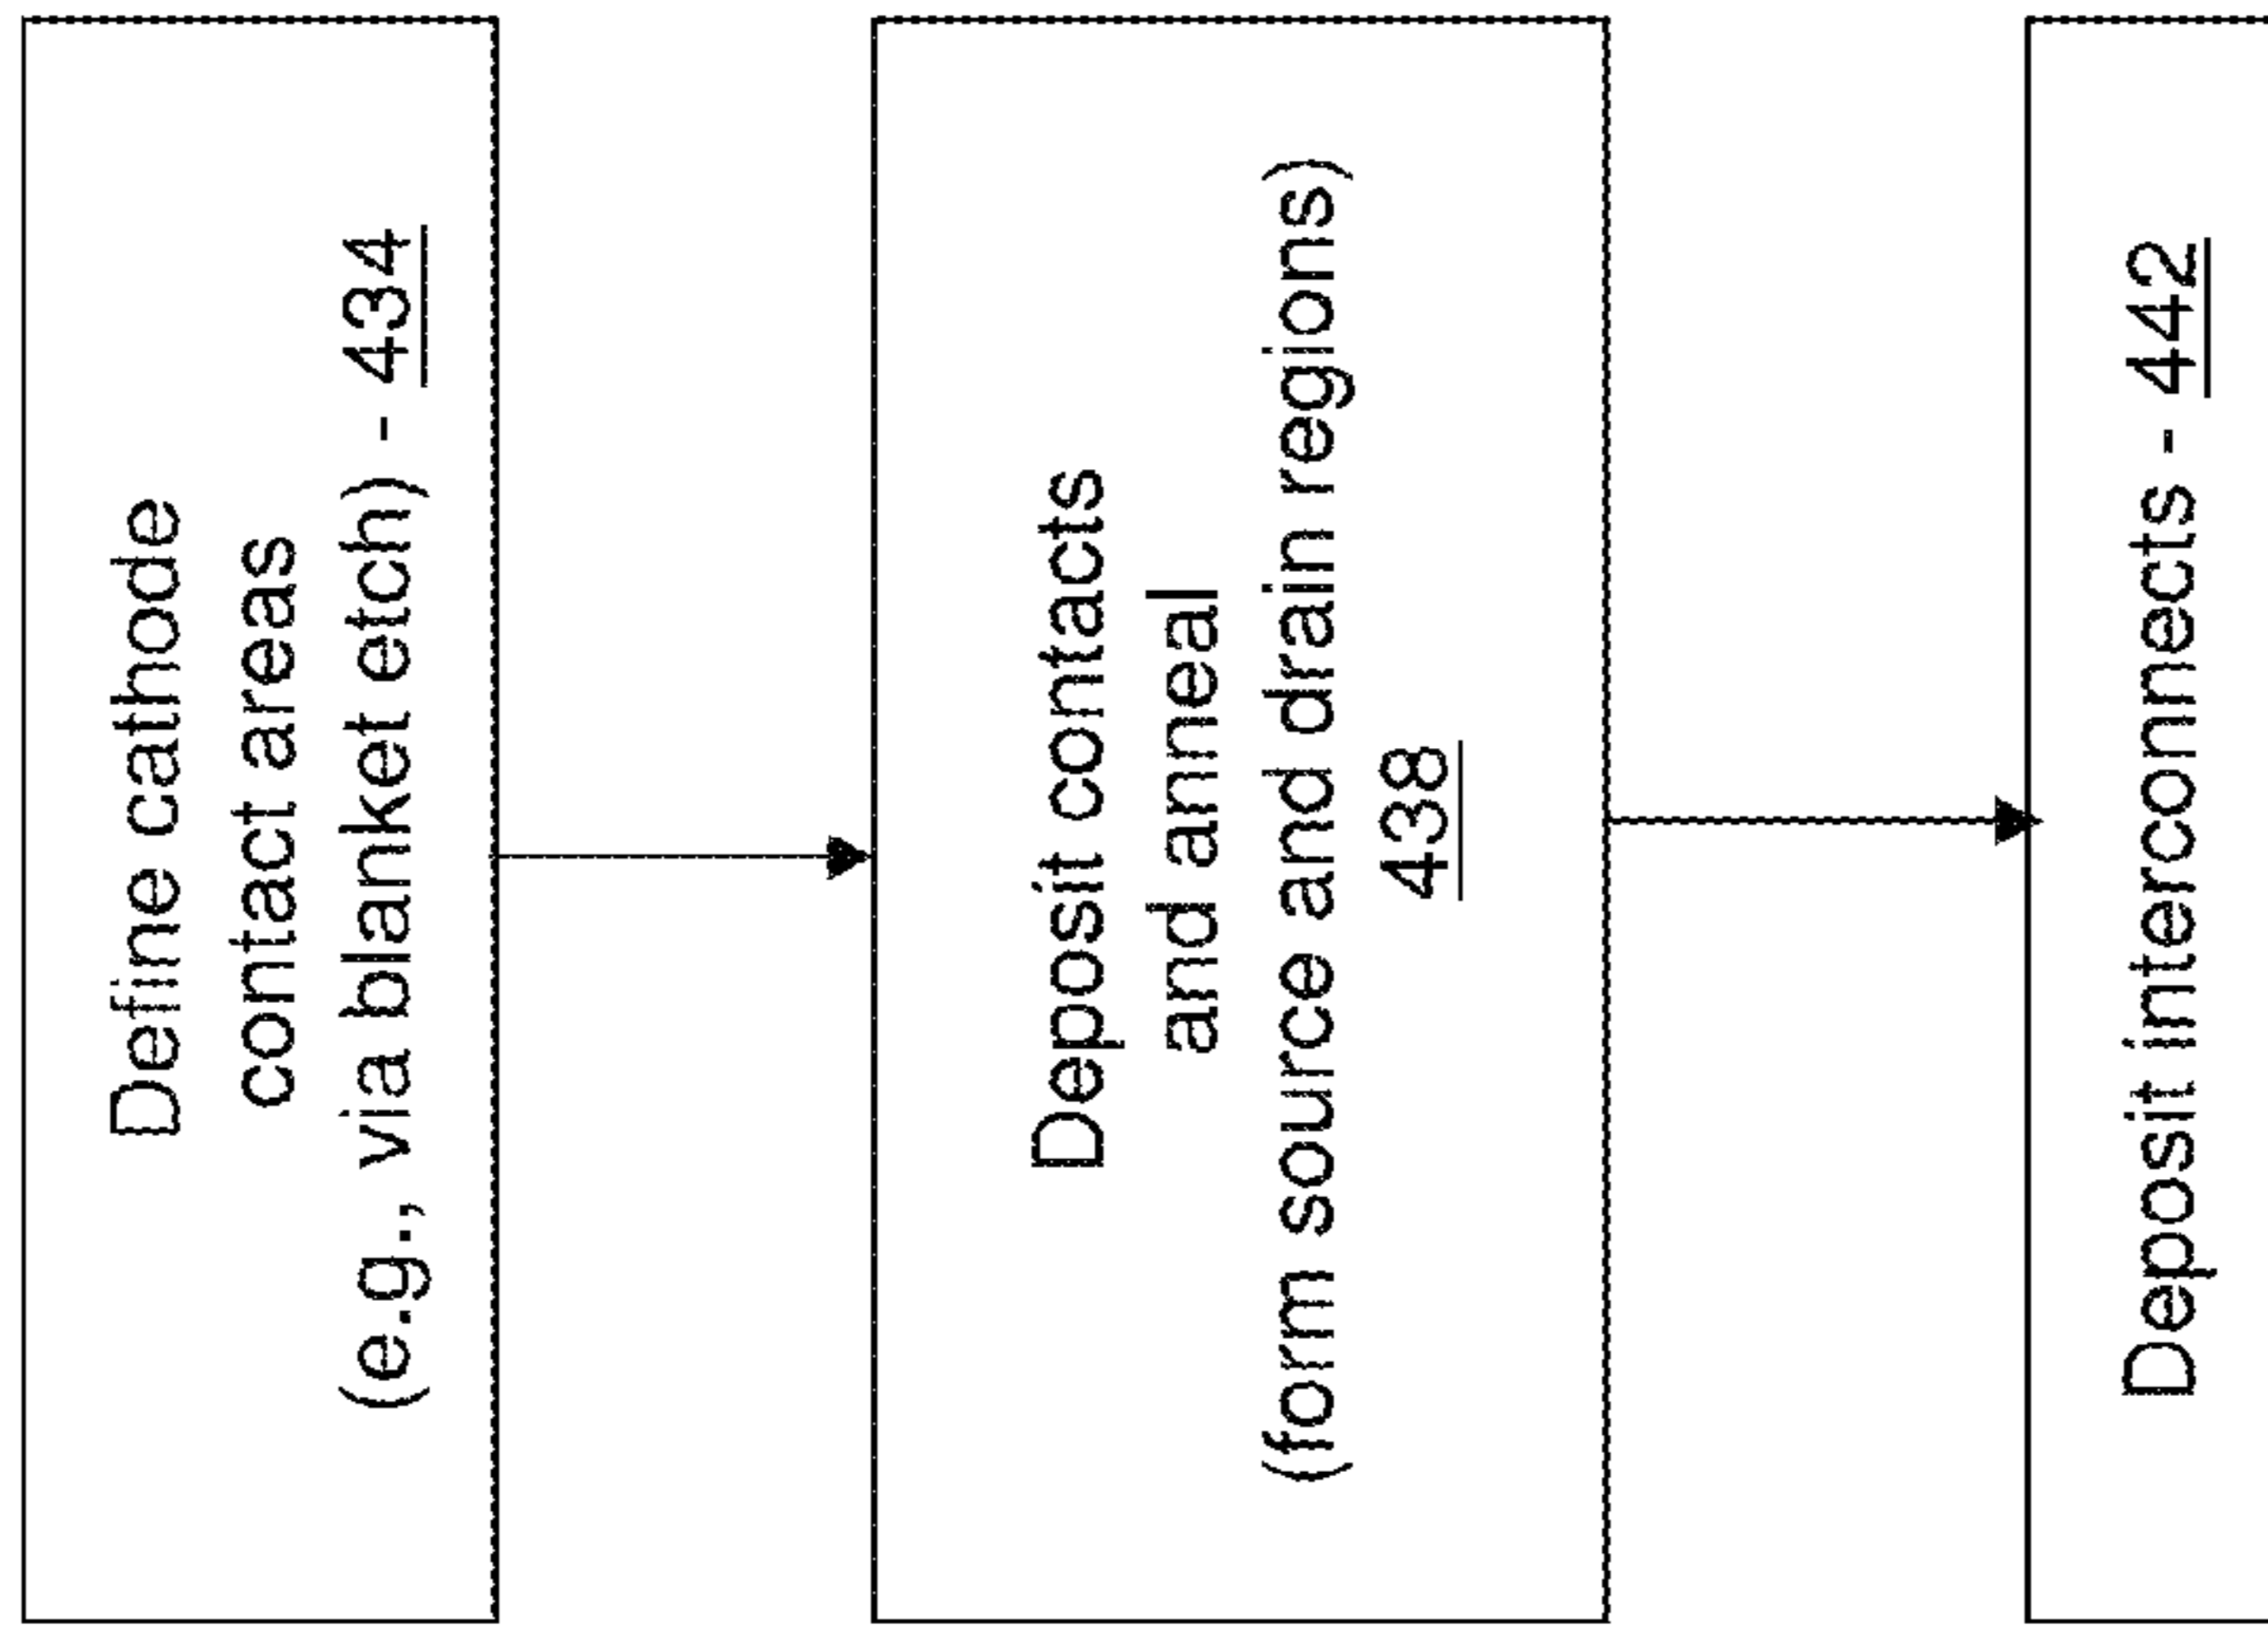 Define cathode
contact areas
(e.g., via blanket etch) - 434
Deposit contacts
and anneal
(form source and drain regions)
438
Deposit interconnects - 442